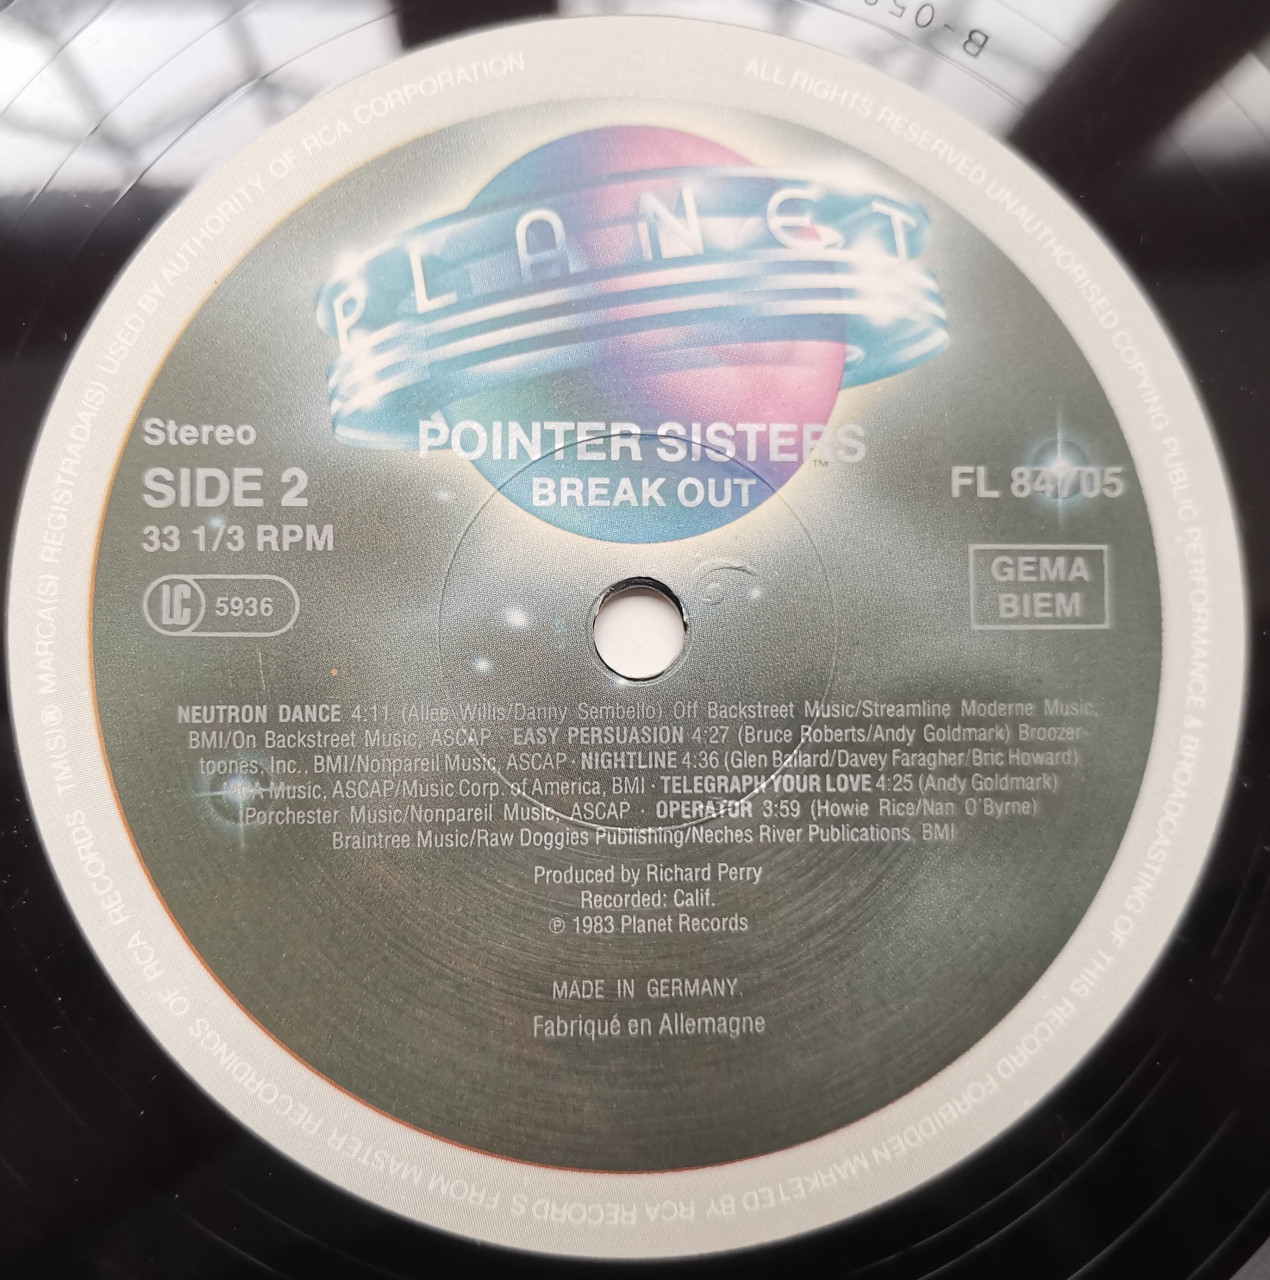 B-050
TM(S)® MARCA(S) REGISTRADA(S) USED BY AUTHORITY OF RCA CORPORATION
ALL RIGHTS RESERVED UNAUTHORISED COPYING PUBLIC PERFORMANCE & BROADCASTING OF THIS RECORD FORBIDDEN MARKETED BY RCA RECORDS FROM MASTER RECORDINGS OF RCA RECORDS
PLANET
Stereo
POINTER SISTERS
™
SIDE 2
BREAK OUT
FL 84705
33 1/3 RPM
LC 5936
GEMA
BIEM
NEUTRON DANCE 4:11 (Allee Willis/Danny Sembello) Off Backstreet Music/Streamline Moderne Music,
BMI/On Backstreet Music, ASCAP · EASY PERSUASION 4:27 (Bruce Roberts/Andy Goldmark) Broozer-
toones, Inc., BMI/Nonpareil Music, ASCAP · NIGHTLINE 4:36 (Glen Ballard/Davey Faragher/Bric Howard)
MCA Music, ASCAP/Music Corp. of America, BMI · TELEGRAPH YOUR LOVE 4:25 (Andy Goldmark)
(Porchester Music/Nonpareil Music, ASCAP · OPERATOR 3:59 (Howie Rice/Nan O'Byrne)
Braintree Music/Raw Doggies Publishing/Neches River Publications, BMI
Produced by Richard Perry
Recorded: Calif.
℗ 1983 Planet Records
MADE IN GERMANY.
Fabriqué en Allemagne